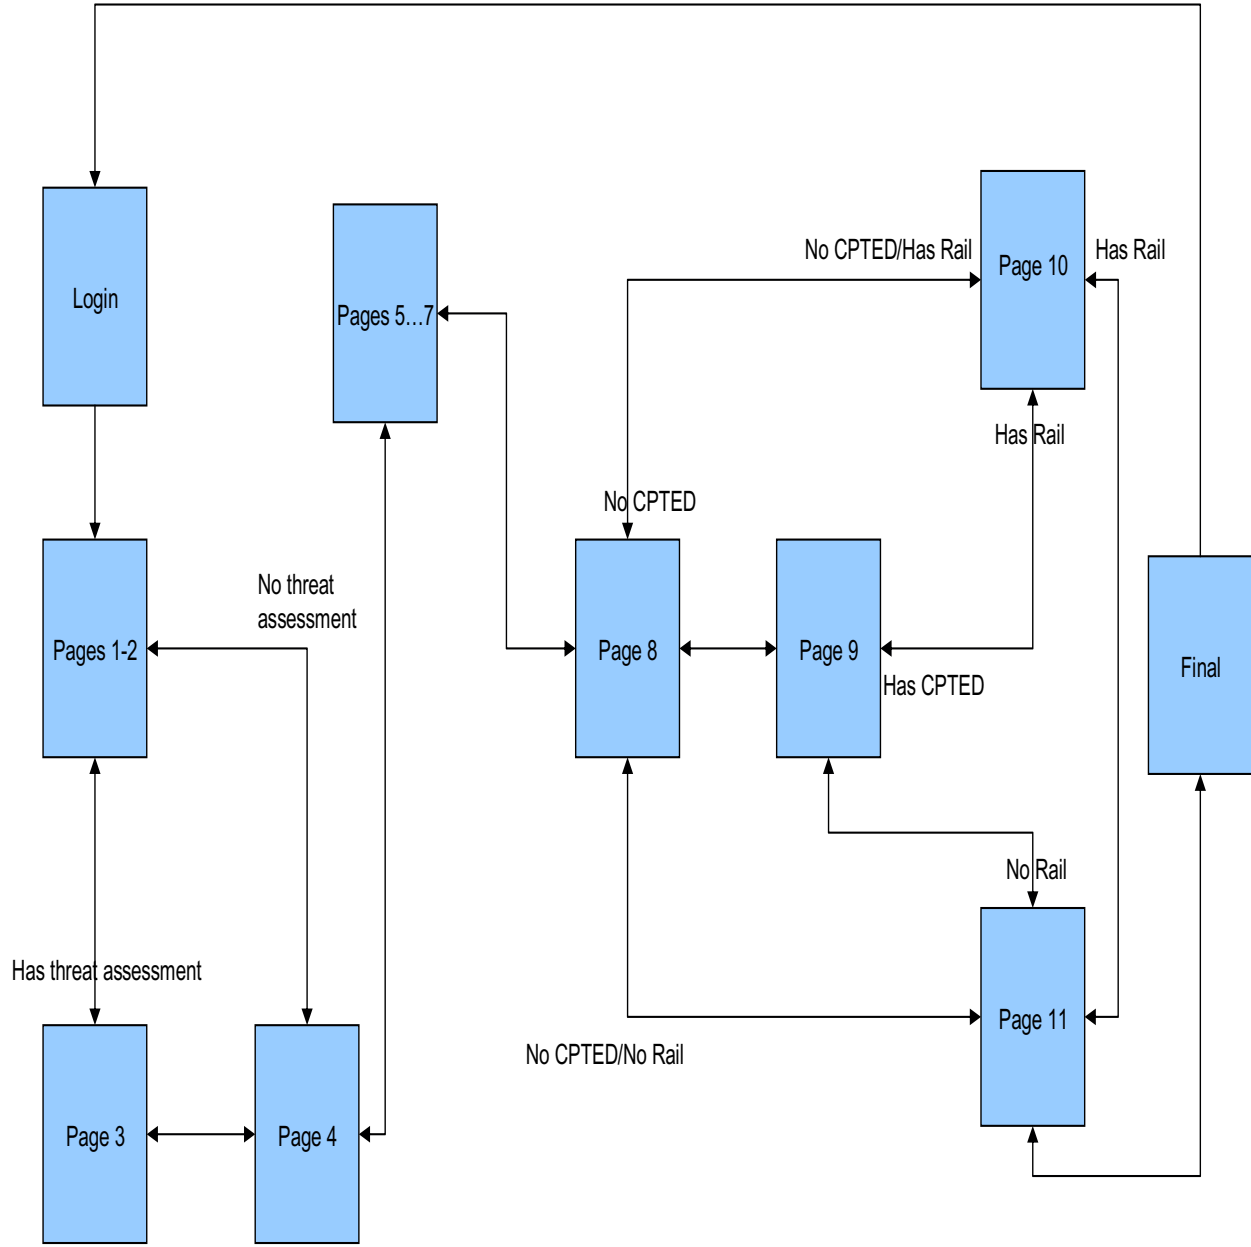 No CPTED/Has Rail
Has Rail
Page 10
Login
Pages 5...7
Has Rail
No CPTED
No threat
assessment
Pages 1-2
Page 8
Page 9
Final
Has CPTED
No Rail
Has threat assessment
Page 11
No CPTED/No Rail
Page 3
Page 4